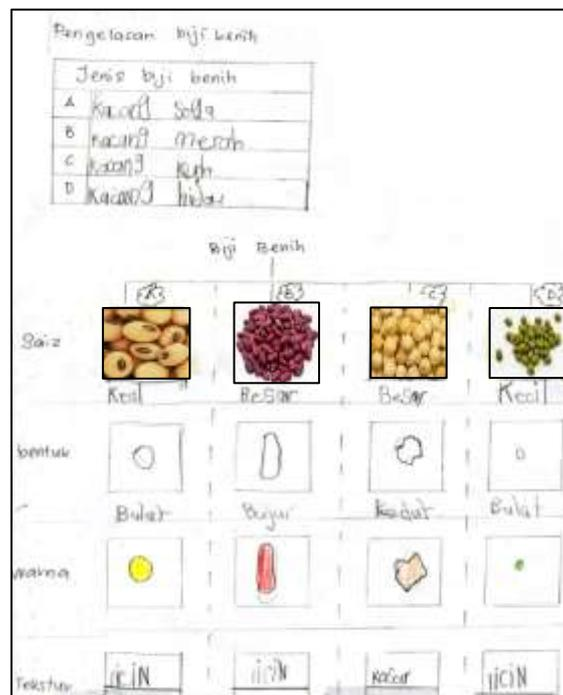 Pengelasan biji benih
Jenis biji benih
A Kacang Soya
B kacang merah
C kacang kuda
D kacang hijau
Biji Benih
A B C D
Saiz
Kecil Besar Besar Kecil
bentuk
Bulat Bujur Kedut Bulat
warna
Tekstur licin licin kasar licin